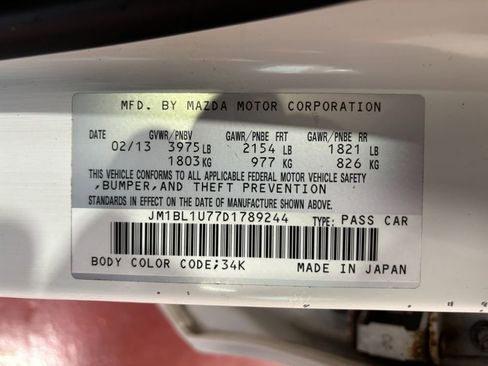 MFD. BY MAZDA MOTOR CORPORATION
DATE GVWR/PNBV GAWR/PNBE FRT GAWR/PNBE RR
02/13 3975 LB 2154 LB 1821 LB
1803 KG 977 KG 826 KG
THIS VEHICLE CONFORMS TO ALL APPLICABLE FEDERAL MOTOR VEHICLE SAFETY
,BUMPER,AND THEFT PREVENTION
STANDARDS IN EFFECT ON THE DATE OF MANUFACTURE SHOWN ABOVE.
JM1BL1U77D1789244 TYPE: PASS CAR
BODY COLOR CODE;34K MADE IN JAPAN